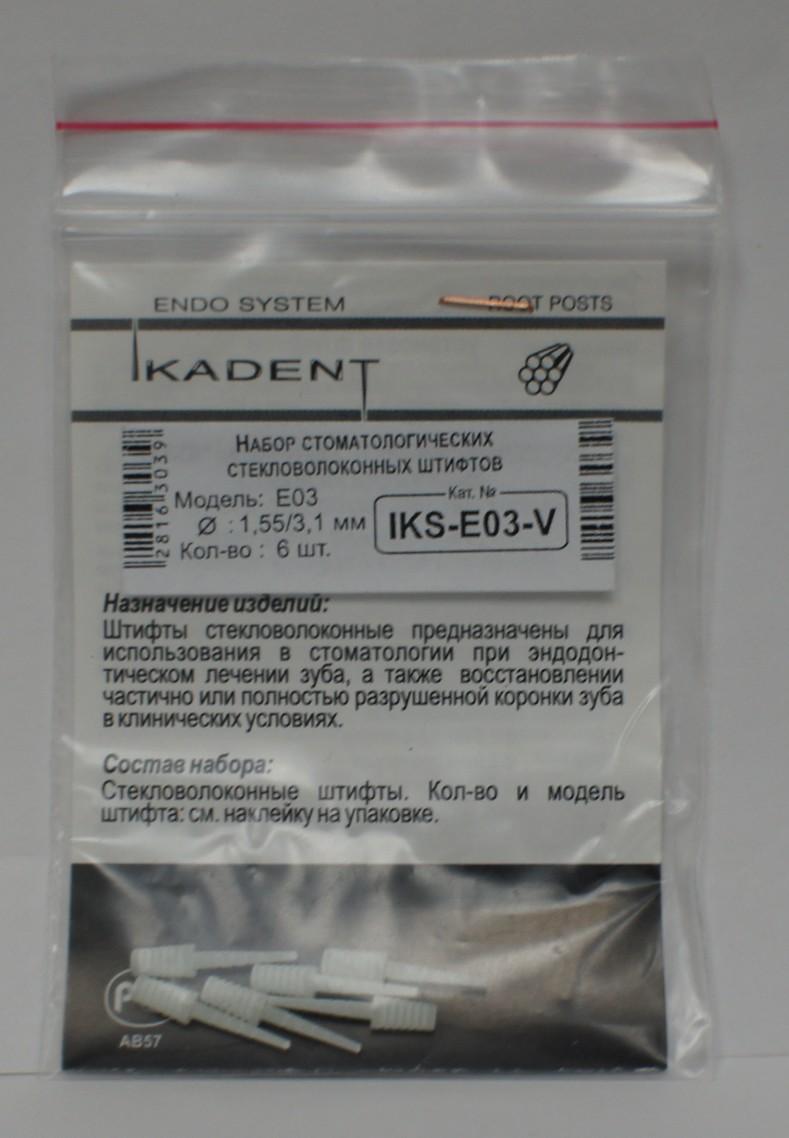 ENDO SYSTEM ROOT POSTS
IKADENT
НАБОР СТОМАТОЛОГИЧЕСКИХ
СТЕКЛОВОЛОКОННЫХ ШТИФТОВ
Модель: E03
Ø : 1,55/3,1 мм
Кол-во : 6 шт.
Кат. №
IKS-E03-V
2816303039
Назначение изделий:
Штифты стекловолоконные предназначены для
использования в стоматологии при эндодон-
тическом лечении зуба, а также восстановлении
частично или полностью разрушенной коронки зуба
в клинических условиях.
Состав набора:
Стекловолоконные штифты. Кол-во и модель
штифта: см. наклейку на упаковке.
АВ57